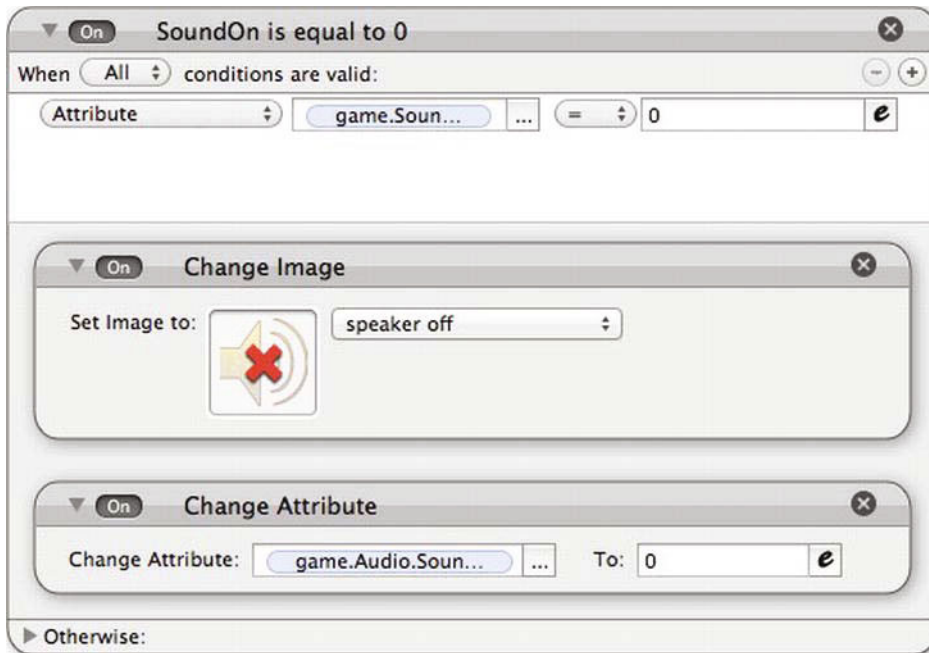 On SoundOn is equal to 0
When All conditions are valid:
Attribute game.Soun... ... = 0 e
On Change Image
Set Image to: speaker off
On Change Attribute
Change Attribute: game.Audio.Soun... ... To: 0 e
Otherwise: